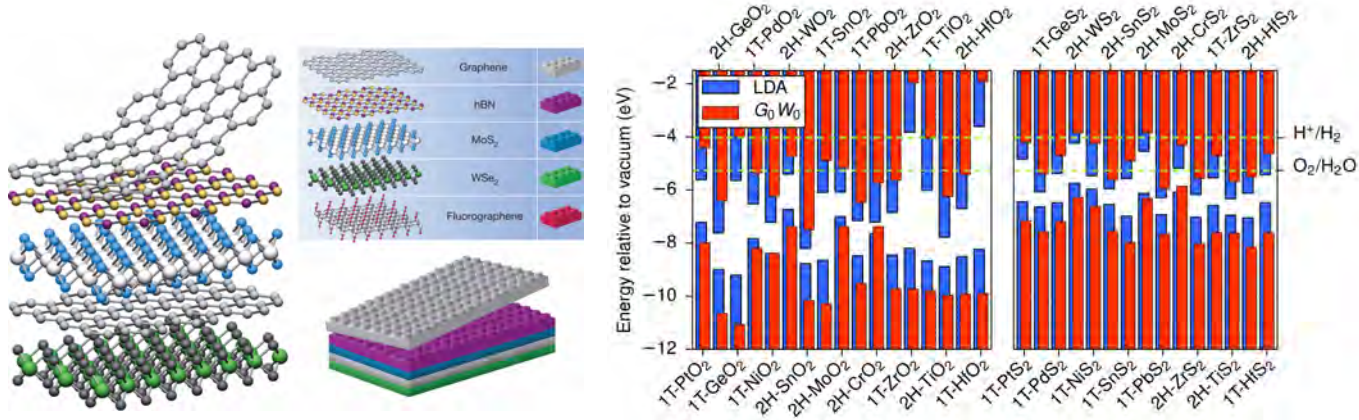 Graphene
hBN
MoS₂
WSe₂
Fluorographene
2H-GeO₂
1T-PdO₂
2H-WO₂
1T-SnO₂
1T-PbO₂
2H-ZrO₂
1T-TiO₂
2H-HfO₂
1T-GeS₂
2H-WS₂
2H-SnS₂
2H-MoS₂
2H-CrS₂
1T-ZrS₂
2H-HfS₂
Energy relative to vacuum (eV)
−2
−4
−6
−8
−10
−12
LDA
G₀W₀
H⁺/H₂
O₂/H₂O
1T-PtO₂
1T-GeO₂
1T-NiO₂
2H-SnO₂
2H-MoO₂
2H-CrO₂
1T-ZrO₂
2H-TiO₂
1T-HfO₂
1T-PtS₂
1T-PdS₂
1T-NiS₂
1T-SnS₂
1T-PbS₂
2H-ZrS₂
2H-TiS₂
1T-HfS₂